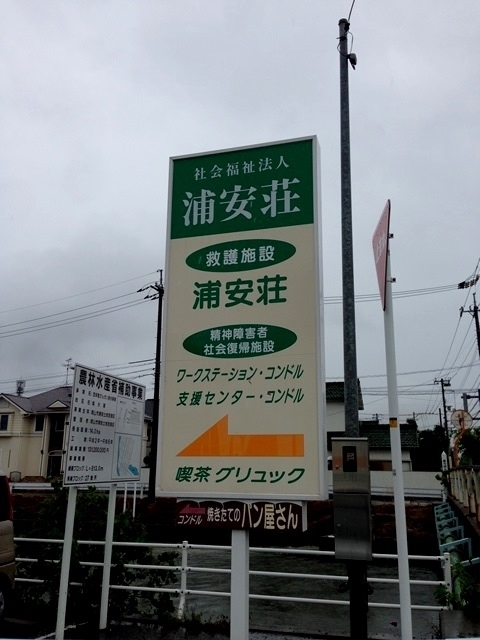 社会福祉法人
浦安荘
救護施設
浦安荘
精神障害者
社会復帰施設
ワークステーション・コンドル
支援センター・コンドル
喫茶 グリュック
コンドル 焼きたての パン屋さん
農林水産省補助事業